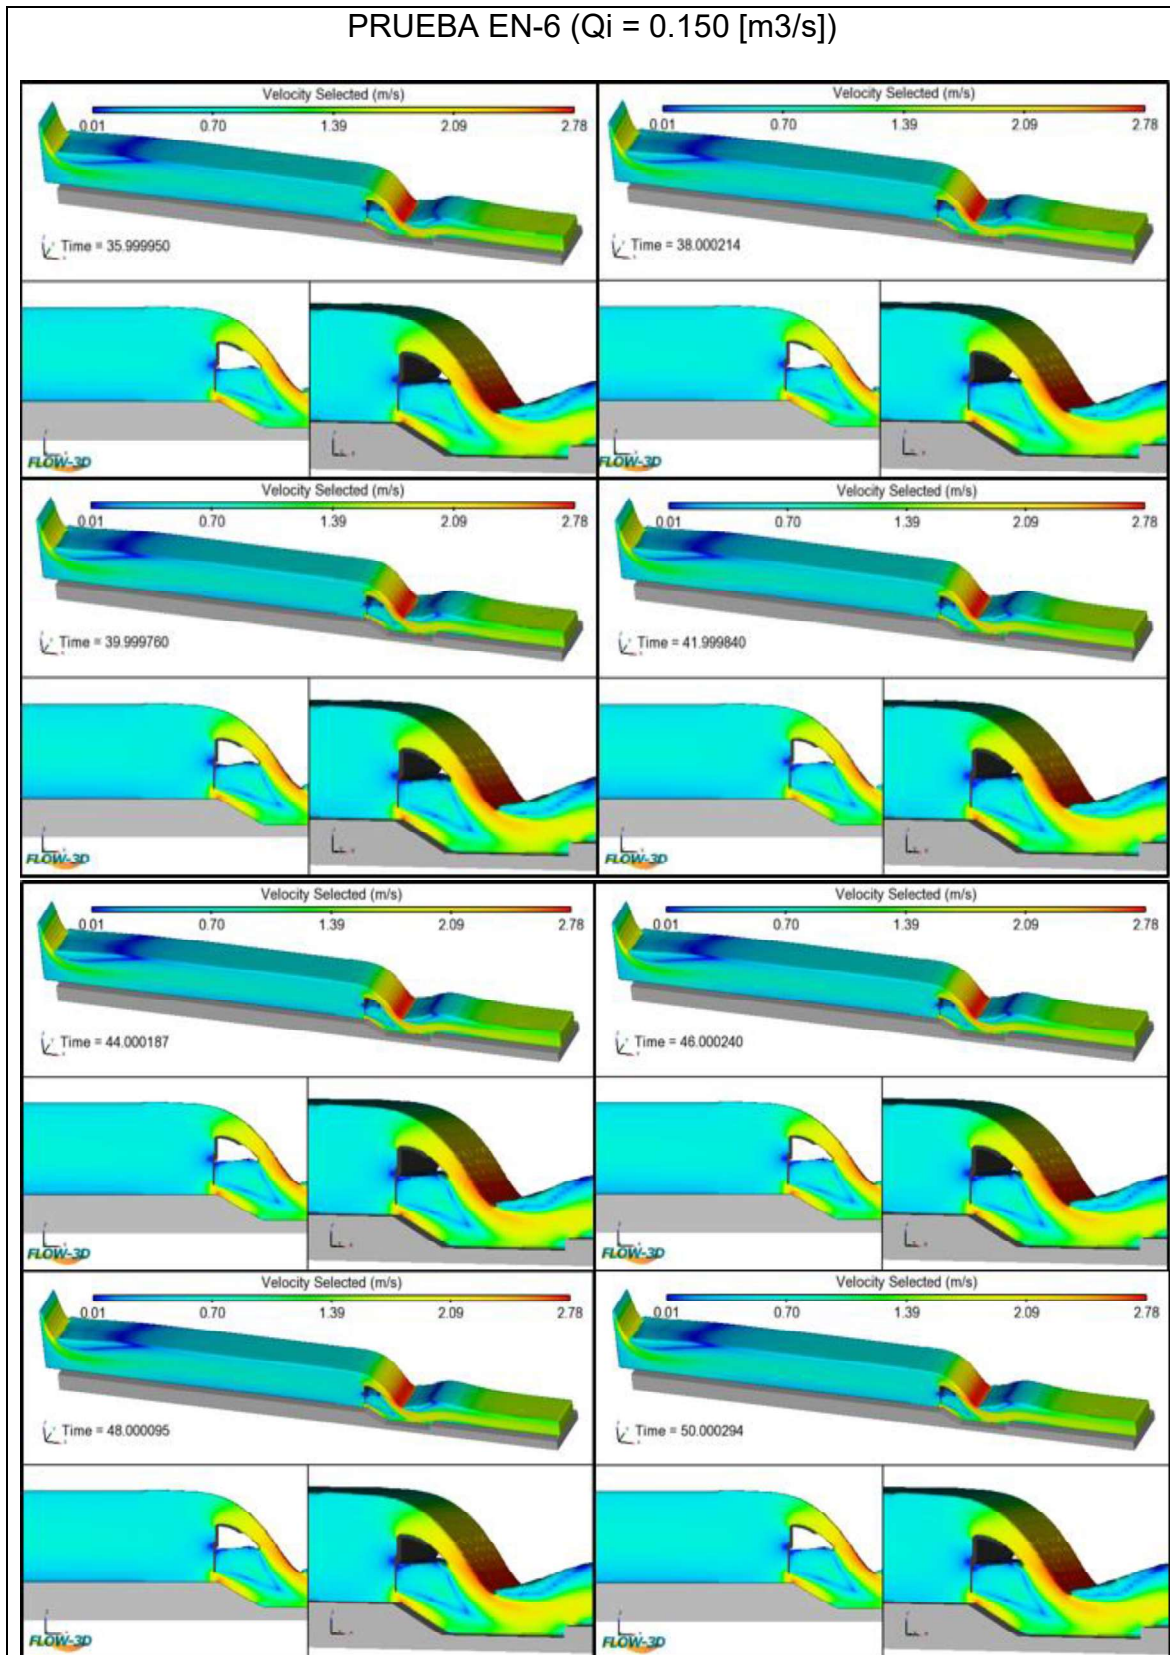 PRUEBA EN-6 (Qi = 0.150 [m3/s])
Velocity Selected (m/s)
0.01 0.70 1.39 2.09 2.78
Time = 35.999950
FLOW-3D
Velocity Selected (m/s)
0.01 0.70 1.39 2.09 2.78
Time = 38.000214
FLOW-3D
Velocity Selected (m/s)
0.01 0.70 1.39 2.09 2.78
Time = 39.999760
FLOW-3D
Velocity Selected (m/s)
0.01 0.70 1.39 2.09 2.78
Time = 41.999840
FLOW-3D
Velocity Selected (m/s)
0.01 0.70 1.39 2.09 2.78
Time = 44.000187
FLOW-3D
Velocity Selected (m/s)
0.01 0.70 1.39 2.09 2.78
Time = 46.000240
FLOW-3D
Velocity Selected (m/s)
0.01 0.70 1.39 2.09 2.78
Time = 48.000095
FLOW-3D
Velocity Selected (m/s)
0.01 0.70 1.39 2.09 2.78
Time = 50.000294
FLOW-3D